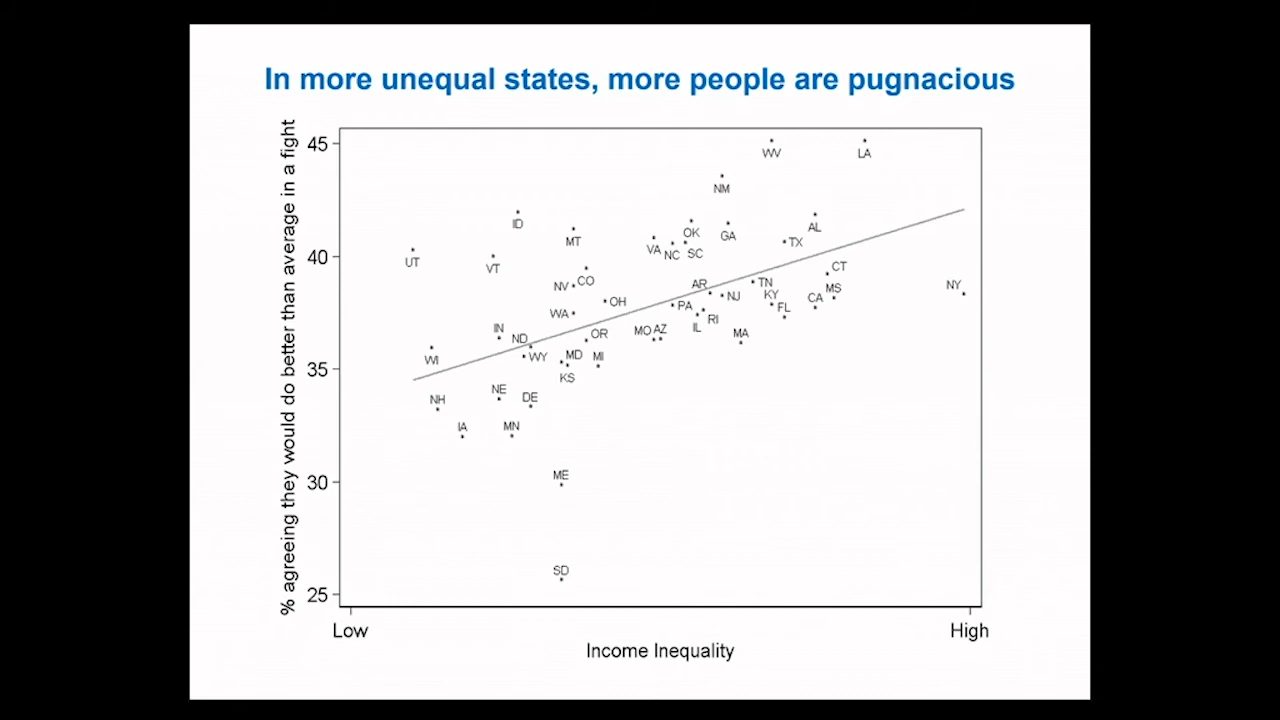 In more unequal states, more people are pugnacious
% agreeing they would do better than average in a fight
45
40
35
30
25
WV
LA
NM
ID
AL
OK
GA
MT
TX
VA
NC
SC
UT
VT
CT
CO
NV
AR
NY
TN
MS
OH
NJ
KY
CA
PA
FL
WA
RI
IL
IN
ND
OR
MO
AZ
MA
WI
WY
MD
MI
KS
NE
NH
DE
IA
MN
ME
SD
Low
High
Income Inequality